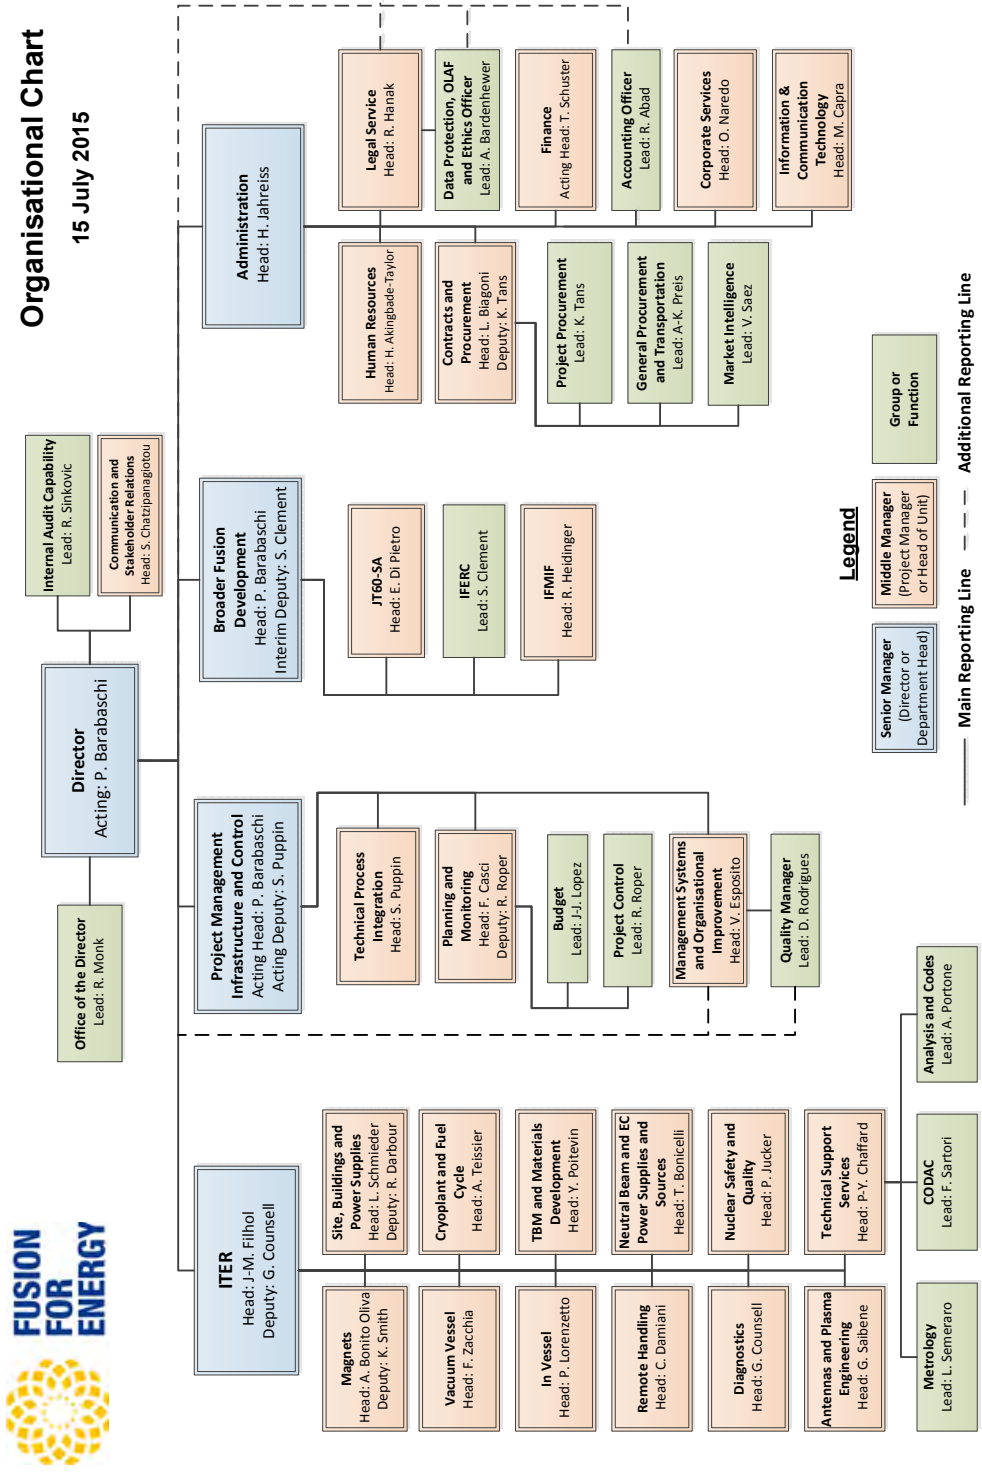 FUSION
FOR
ENERGY
Organisational Chart
15 July 2015
Office of the Director
Lead: R. Monk
Director
Acting: P. Barabaschi
Internal Audit Capability
Lead: R. Sinkovic
Communication and
Stakeholder Relations
Head: S. Chatzipanagiotou
ITER
Head: J-M. Filhol
Deputy: G. Counsell
Magnets
Head: A. Bonito Oliva
Deputy: K. Smith
Site, Buildings and
Power Supplies
Head: L. Schmieder
Deputy: R. Darbour
Vacuum Vessel
Head: F. Zacchia
Cryoplant and Fuel
Cycle
Head: A. Teissier
In Vessel
Head: P. Lorenzetto
TBM and Materials
Development
Head: Y. Poitevin
Remote Handling
Head: C. Damiani
Neutral Beam and EC
Power Supplies and
Sources
Head: T. Bonicelli
Diagnostics
Head: G. Counsell
Nuclear Safety and
Quality
Head: P. Jucker
Antennas and Plasma
Engineering
Head: G. Saibene
Technical Support
Services
Head: P-Y. Chaffard
Metrology
Lead: L. Semeraro
CODAC
Lead: F. Sartori
Analysis and Codes
Lead: A. Portone
Project Management
Infrastructure and Control
Acting Head: P. Barabaschi
Acting Deputy: S. Puppin
Technical Process
Integration
Head: S. Puppin
Planning and
Monitoring
Head: F. Casci
Deputy: R. Roper
Budget
Lead: J-J. Lopez
Project Control
Lead: R. Roper
Management Systems
and Organisational
Improvement
Head: V. Esposito
Quality Manager
Lead: D. Rodrigues
Broader Fusion
Development
Head: P. Barabaschi
Interim Deputy: S. Clement
JT60-SA
Head: E. Di Pietro
IFERC
Lead: S. Clement
IFMIF
Head: R. Heidinger
Administration
Head: H. Jahreiss
Human Resources
Head: H. Akingbade-Taylor
Legal Service
Head: R. Hanak
Contracts and
Procurement
Head: L. Biagoni
Deputy: K. Tans
Data Protection, OLAF
and Ethics Officer
Lead: A. Bardenhewer
Project Procurement
Lead: K. Tans
Finance
Acting Head: T. Schuster
General Procurement
and Transportation
Lead: A-K. Preis
Accounting Officer
Lead: R. Abad
Market Intelligence
Lead: V. Saez
Corporate Services
Head: O. Naredo
Information &
Communication
Technology
Head: M. Capra
Legend
Senior Manager
(Director or
Department Head)
Middle Manager
(Project Manager
or Head of Unit)
Group or
Function
Main Reporting Line
Additional Reporting Line